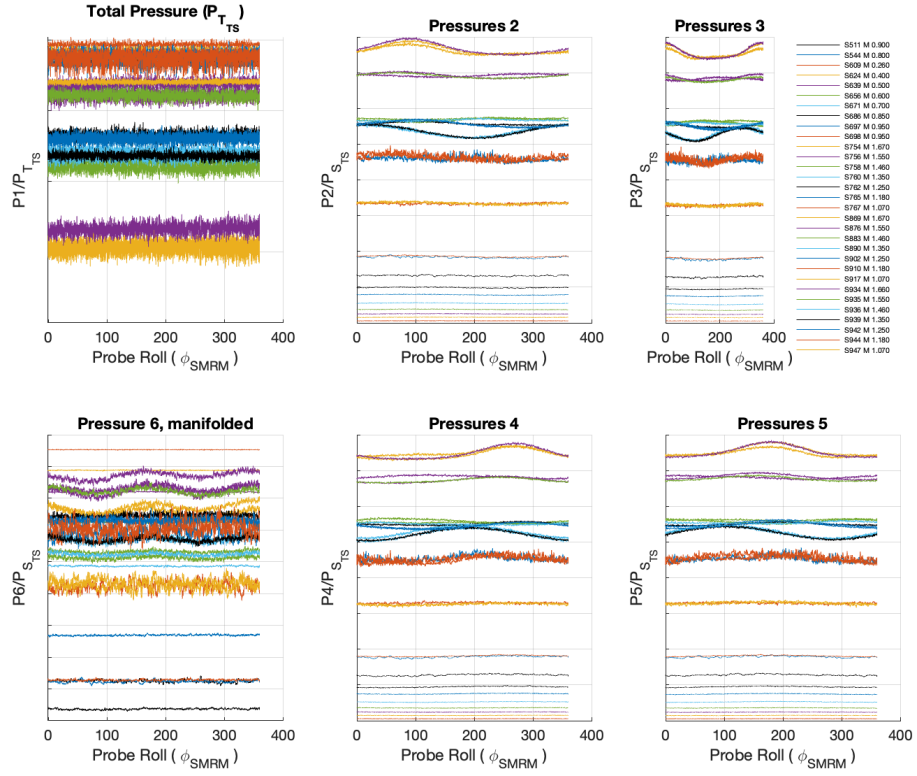 Total Pressure (P_T_TS)
P1/P_T_TS
0 100 200 300 400
Probe Roll ( ϕ_SMRM )
Pressures 2
P2/P_S_TS
0 100 200 300 400
Probe Roll ( ϕ_SMRM )
Pressures 3
P3/P_S_TS
0 200 400
Probe Roll ( ϕ_SMRM )
S511 M 0.900
S544 M 0.800
S609 M 0.260
S624 M 0.400
S639 M 0.500
S656 M 0.600
S671 M 0.700
S686 M 0.850
S697 M 0.950
S698 M 0.950
S754 M 1.670
S756 M 1.550
S758 M 1.460
S760 M 1.350
S762 M 1.250
S765 M 1.180
S767 M 1.070
S869 M 1.670
S876 M 1.550
S883 M 1.460
S890 M 1.350
S902 M 1.250
S910 M 1.180
S917 M 1.070
S934 M 1.660
S935 M 1.550
S936 M 1.460
S939 M 1.350
S942 M 1.250
S944 M 1.180
S947 M 1.070
Pressure 6, manifolded
P6/P_S_TS
0 100 200 300 400
Probe Roll ( ϕ_SMRM )
Pressures 4
P4/P_S_TS
0 100 200 300 400
Probe Roll ( ϕ_SMRM )
Pressures 5
P5/P_S_TS
0 100 200 300 400
Probe Roll ( ϕ_SMRM )